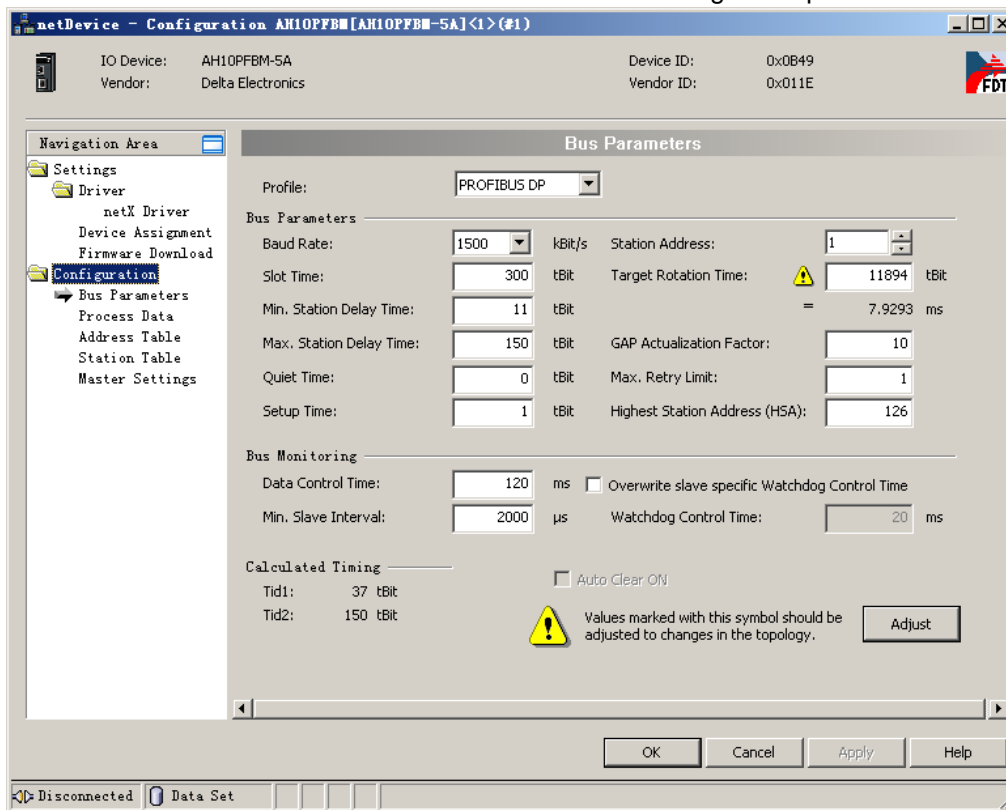 netDevice - Configuration AH10PFBM[AH10PFBM-5A]<1>(#1)
IO Device: AH10PFBM-5A Device ID: 0x0B49
Vendor: Delta Electronics Vendor ID: 0x011E
FDT
Navigation Area
Settings
Driver
netX Driver
Device Assignment
Firmware Download
Configuration
Bus Parameters
Process Data
Address Table
Station Table
Master Settings
Bus Parameters
Profile: PROFIBUS DP
Bus Parameters
Baud Rate: 1500 kBit/s Station Address: 1
Slot Time: 300 tBit Target Rotation Time: 11894 tBit
Min. Station Delay Time: 11 tBit = 7.9293 ms
Max. Station Delay Time: 150 tBit GAP Actualization Factor: 10
Quiet Time: 0 tBit Max. Retry Limit: 1
Setup Time: 1 tBit Highest Station Address (HSA): 126
Bus Monitoring
Data Control Time: 120 ms Overwrite slave specific Watchdog Control Time
Min. Slave Interval: 2000 µs Watchdog Control Time: 20 ms
Calculated Timing
Auto Clear ON
Tid1: 37 tBit
Tid2: 150 tBit
Values marked with this symbol should be
adjusted to changes in the topology.
Adjust
OK Cancel Apply Help
Disconnected Data Set